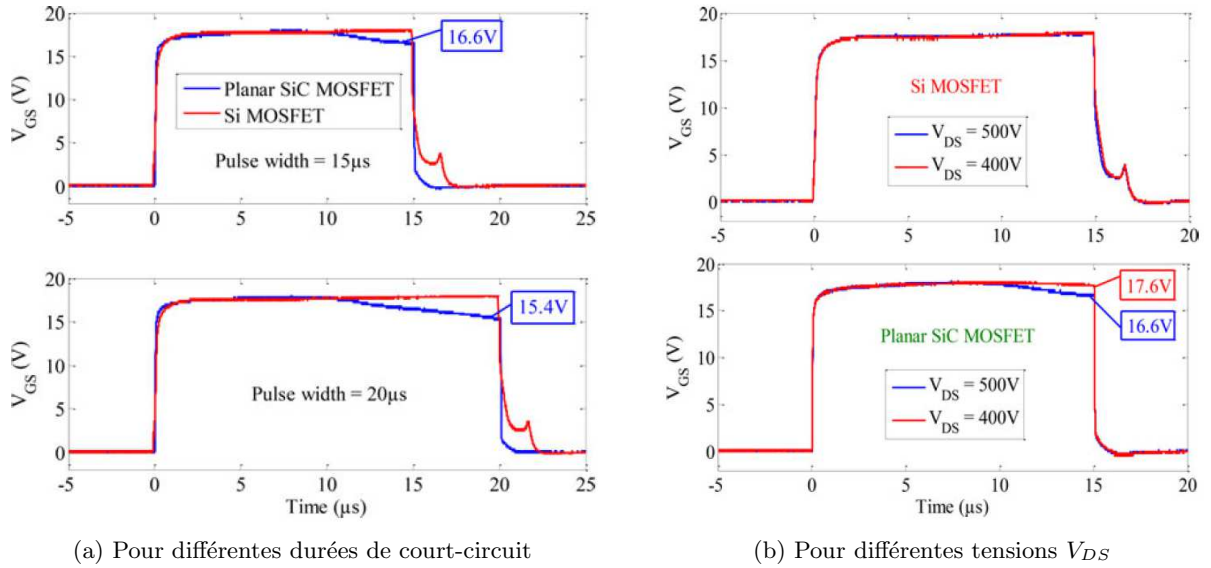 20
15
10
5
0
V_GS (V)
16.6V
Planar SiC MOSFET
Si MOSFET
Pulse width = 15µs
-5 0 5 10 15 20 25
20
15
10
5
0
V_GS (V)
15.4V
Pulse width = 20µs
-5 0 5 10 15 20 25
Time (µs)
(a) Pour différentes durées de court-circuit
20
15
10
5
0
V_GS (V)
Si MOSFET
V_DS = 500V
V_DS = 400V
-5 0 5 10 15 20
20
15
10
5
0
V_GS (V)
17.6V
16.6V
Planar SiC MOSFET
V_DS = 500V
V_DS = 400V
-5 0 5 10 15 20
Time (µs)
(b) Pour différentes tensions V_DS